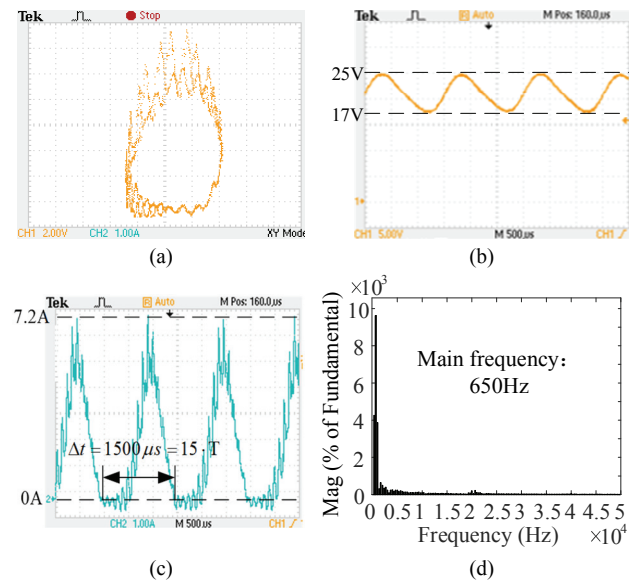 Tek Stop
CH1 2.00V CH2 1.00A XY Mode
(a)
Tek Auto M Pos: 160.0µs
25V
17V
1
CH1 5.00V M 500µs CH1
(b)
Tek R Auto M Pos: 160.0µs
7.2A
Δt = 1500 μs = 15 · T
0A
2
CH2 1.00A M 500µs CH1
(c)
×10³
Mag (% of Fundamental)
10
8
6
4
2
0
Main frequency:
650Hz
0 0.5 1 1.5 2 2.5 3 3.5 4 4.5 5
Frequency (Hz) ×10⁴
(d)